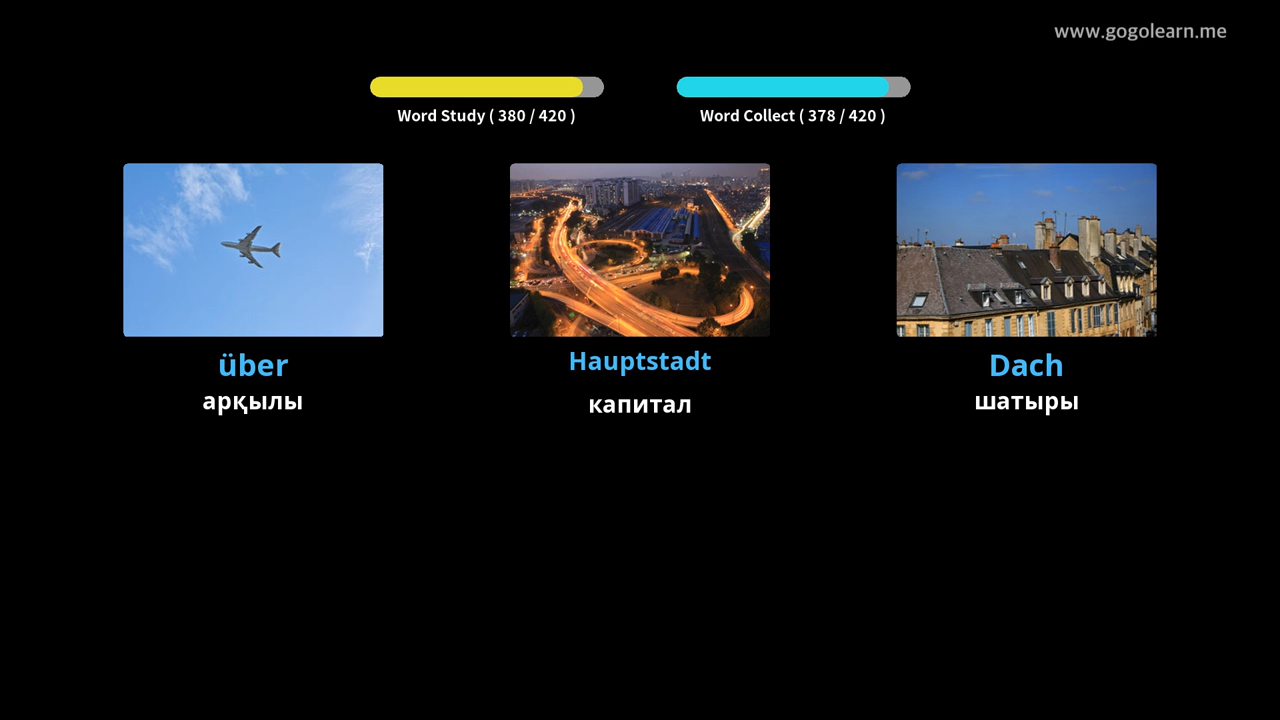 www.gogolearn.me
Word Study ( 380 / 420 )
Word Collect ( 378 / 420 )
über
арқылы
Hauptstadt
капитал
Dach
шатыры